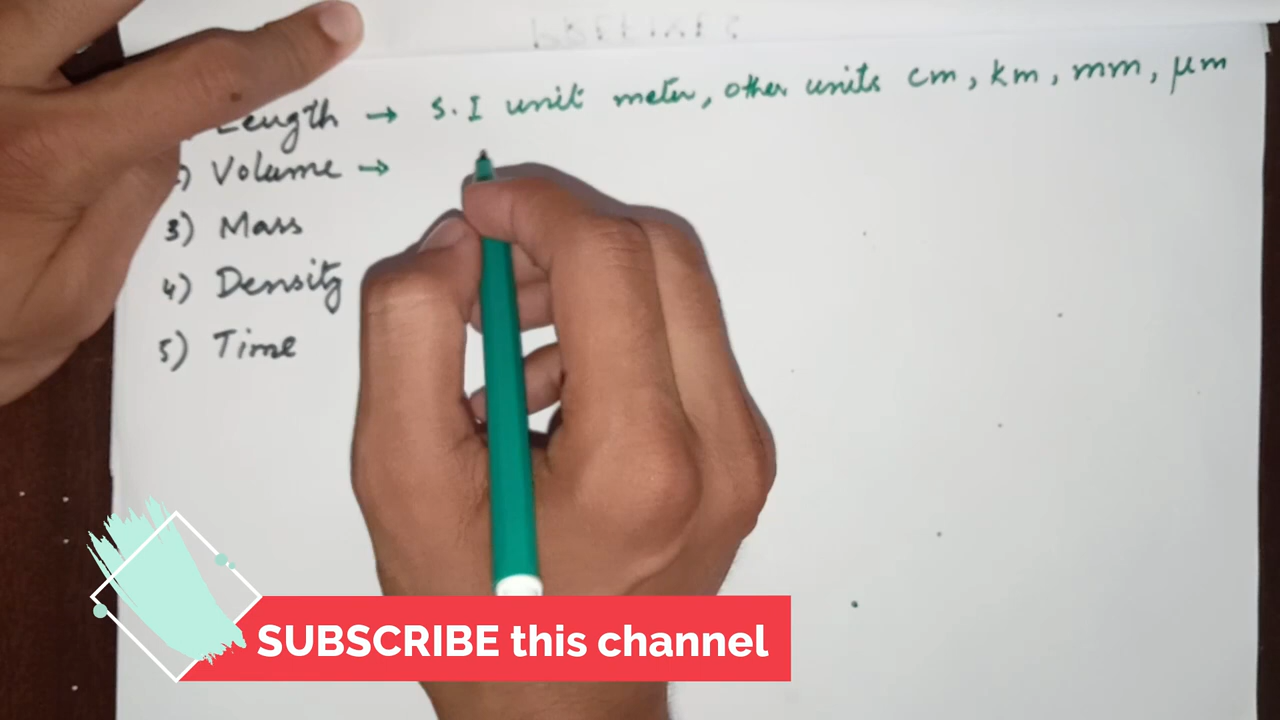 Length → S.I unit meter, other units cm, km, mm, μm
) Volume →
3) Mass
4) Density
5) Time
SUBSCRIBE this channel